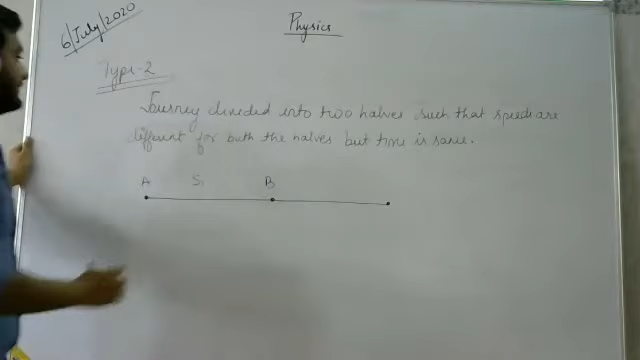 6/July/2020
Physics
Type-2
Journey divided into two halves such that speeds are
different for both the halves but time is same.
A S₁ B